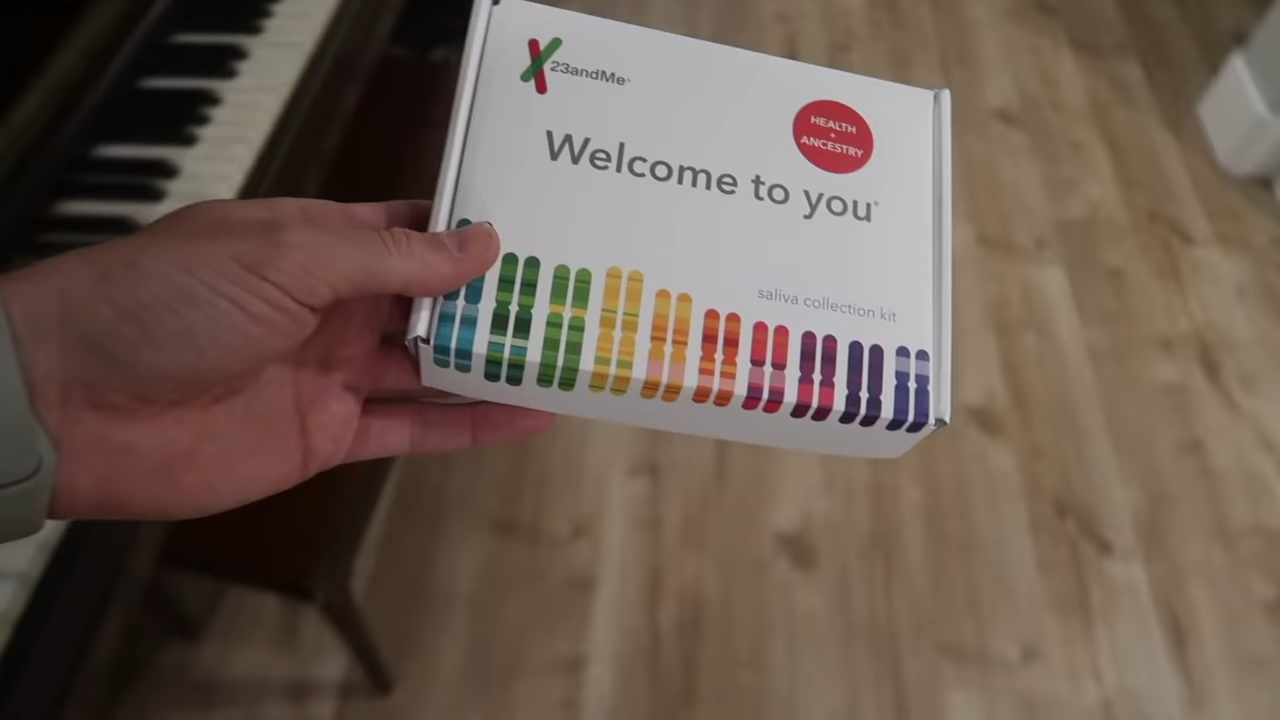 23andMe®
HEALTH
+
ANCESTRY
Welcome to you®
saliva collection kit